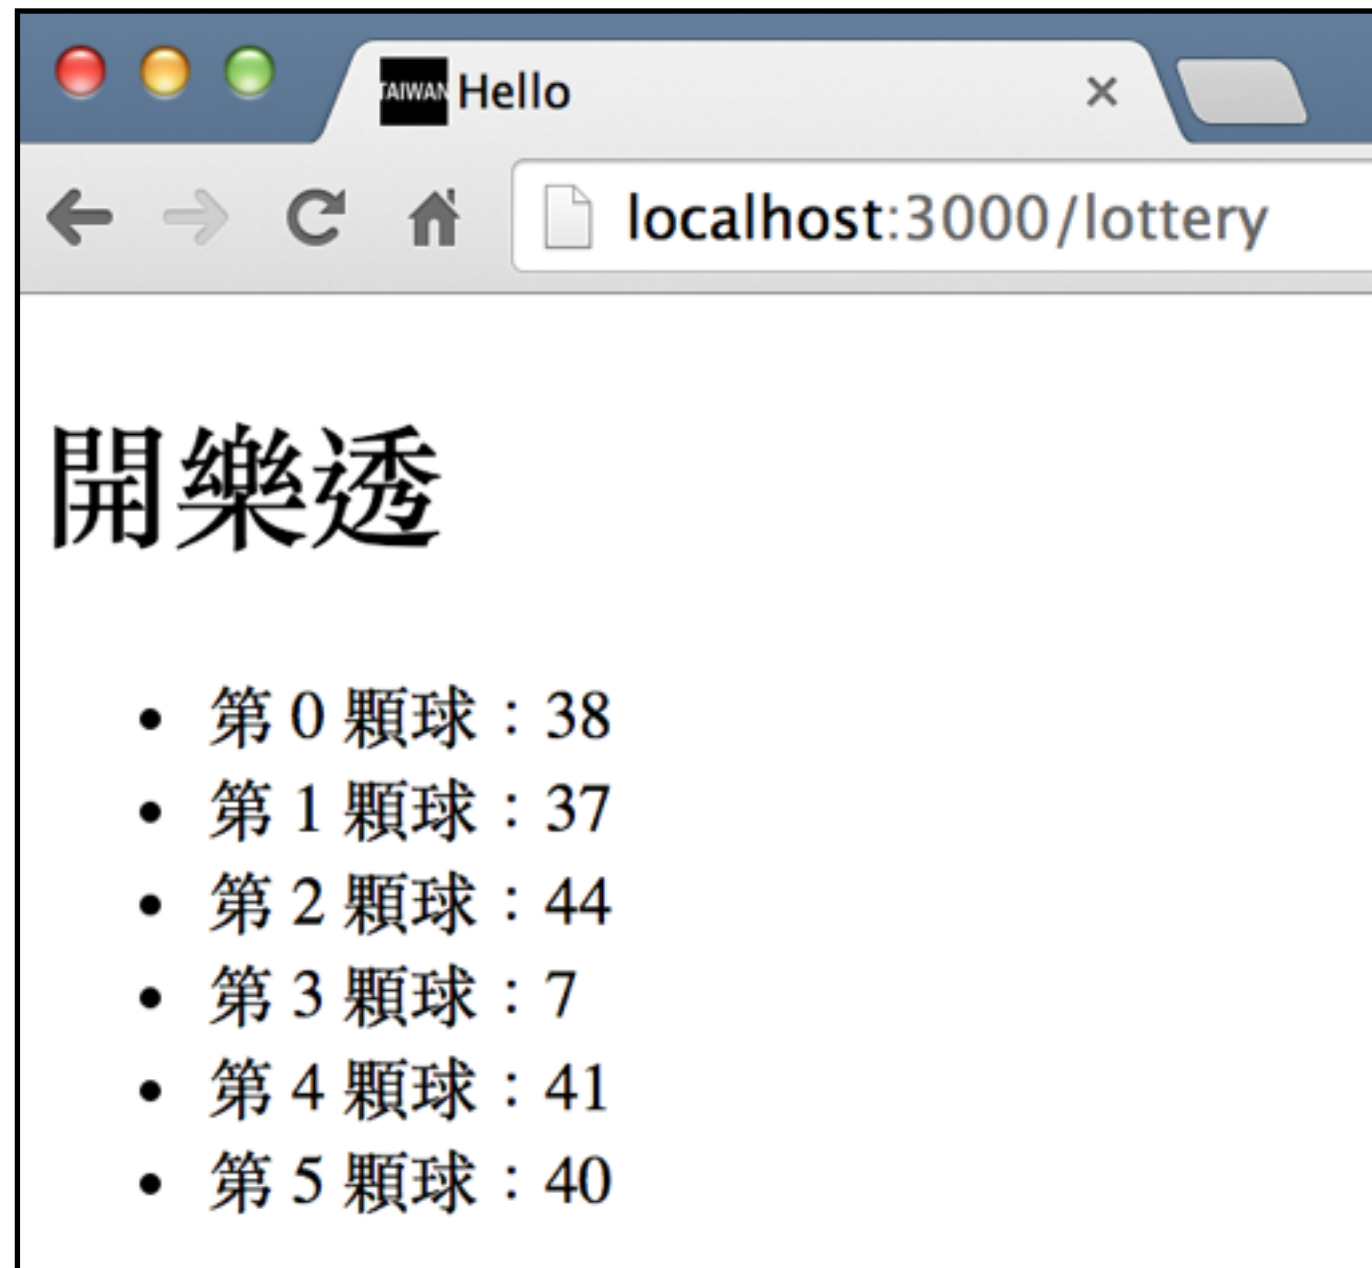 TAIWAN Hello
localhost:3000/lottery
開樂透
• 第 0 顆球：38
• 第 1 顆球：37
• 第 2 顆球：44
• 第 3 顆球：7
• 第 4 顆球：41
• 第 5 顆球：40